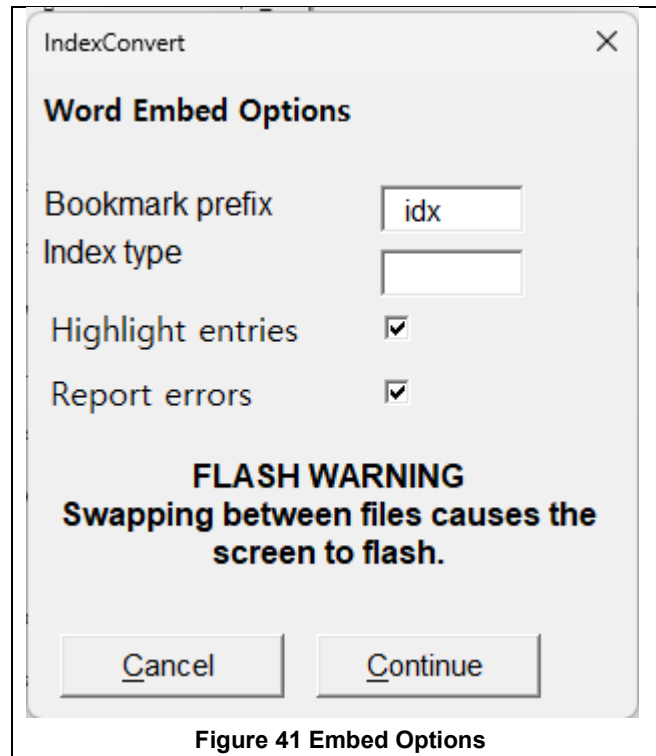 IndexConvert
Word Embed Options
Bookmark prefix idx
Index type
Highlight entries
Report errors
FLASH WARNING
Swapping between files causes the
screen to flash.
Cancel Continue
Figure 41 Embed Options